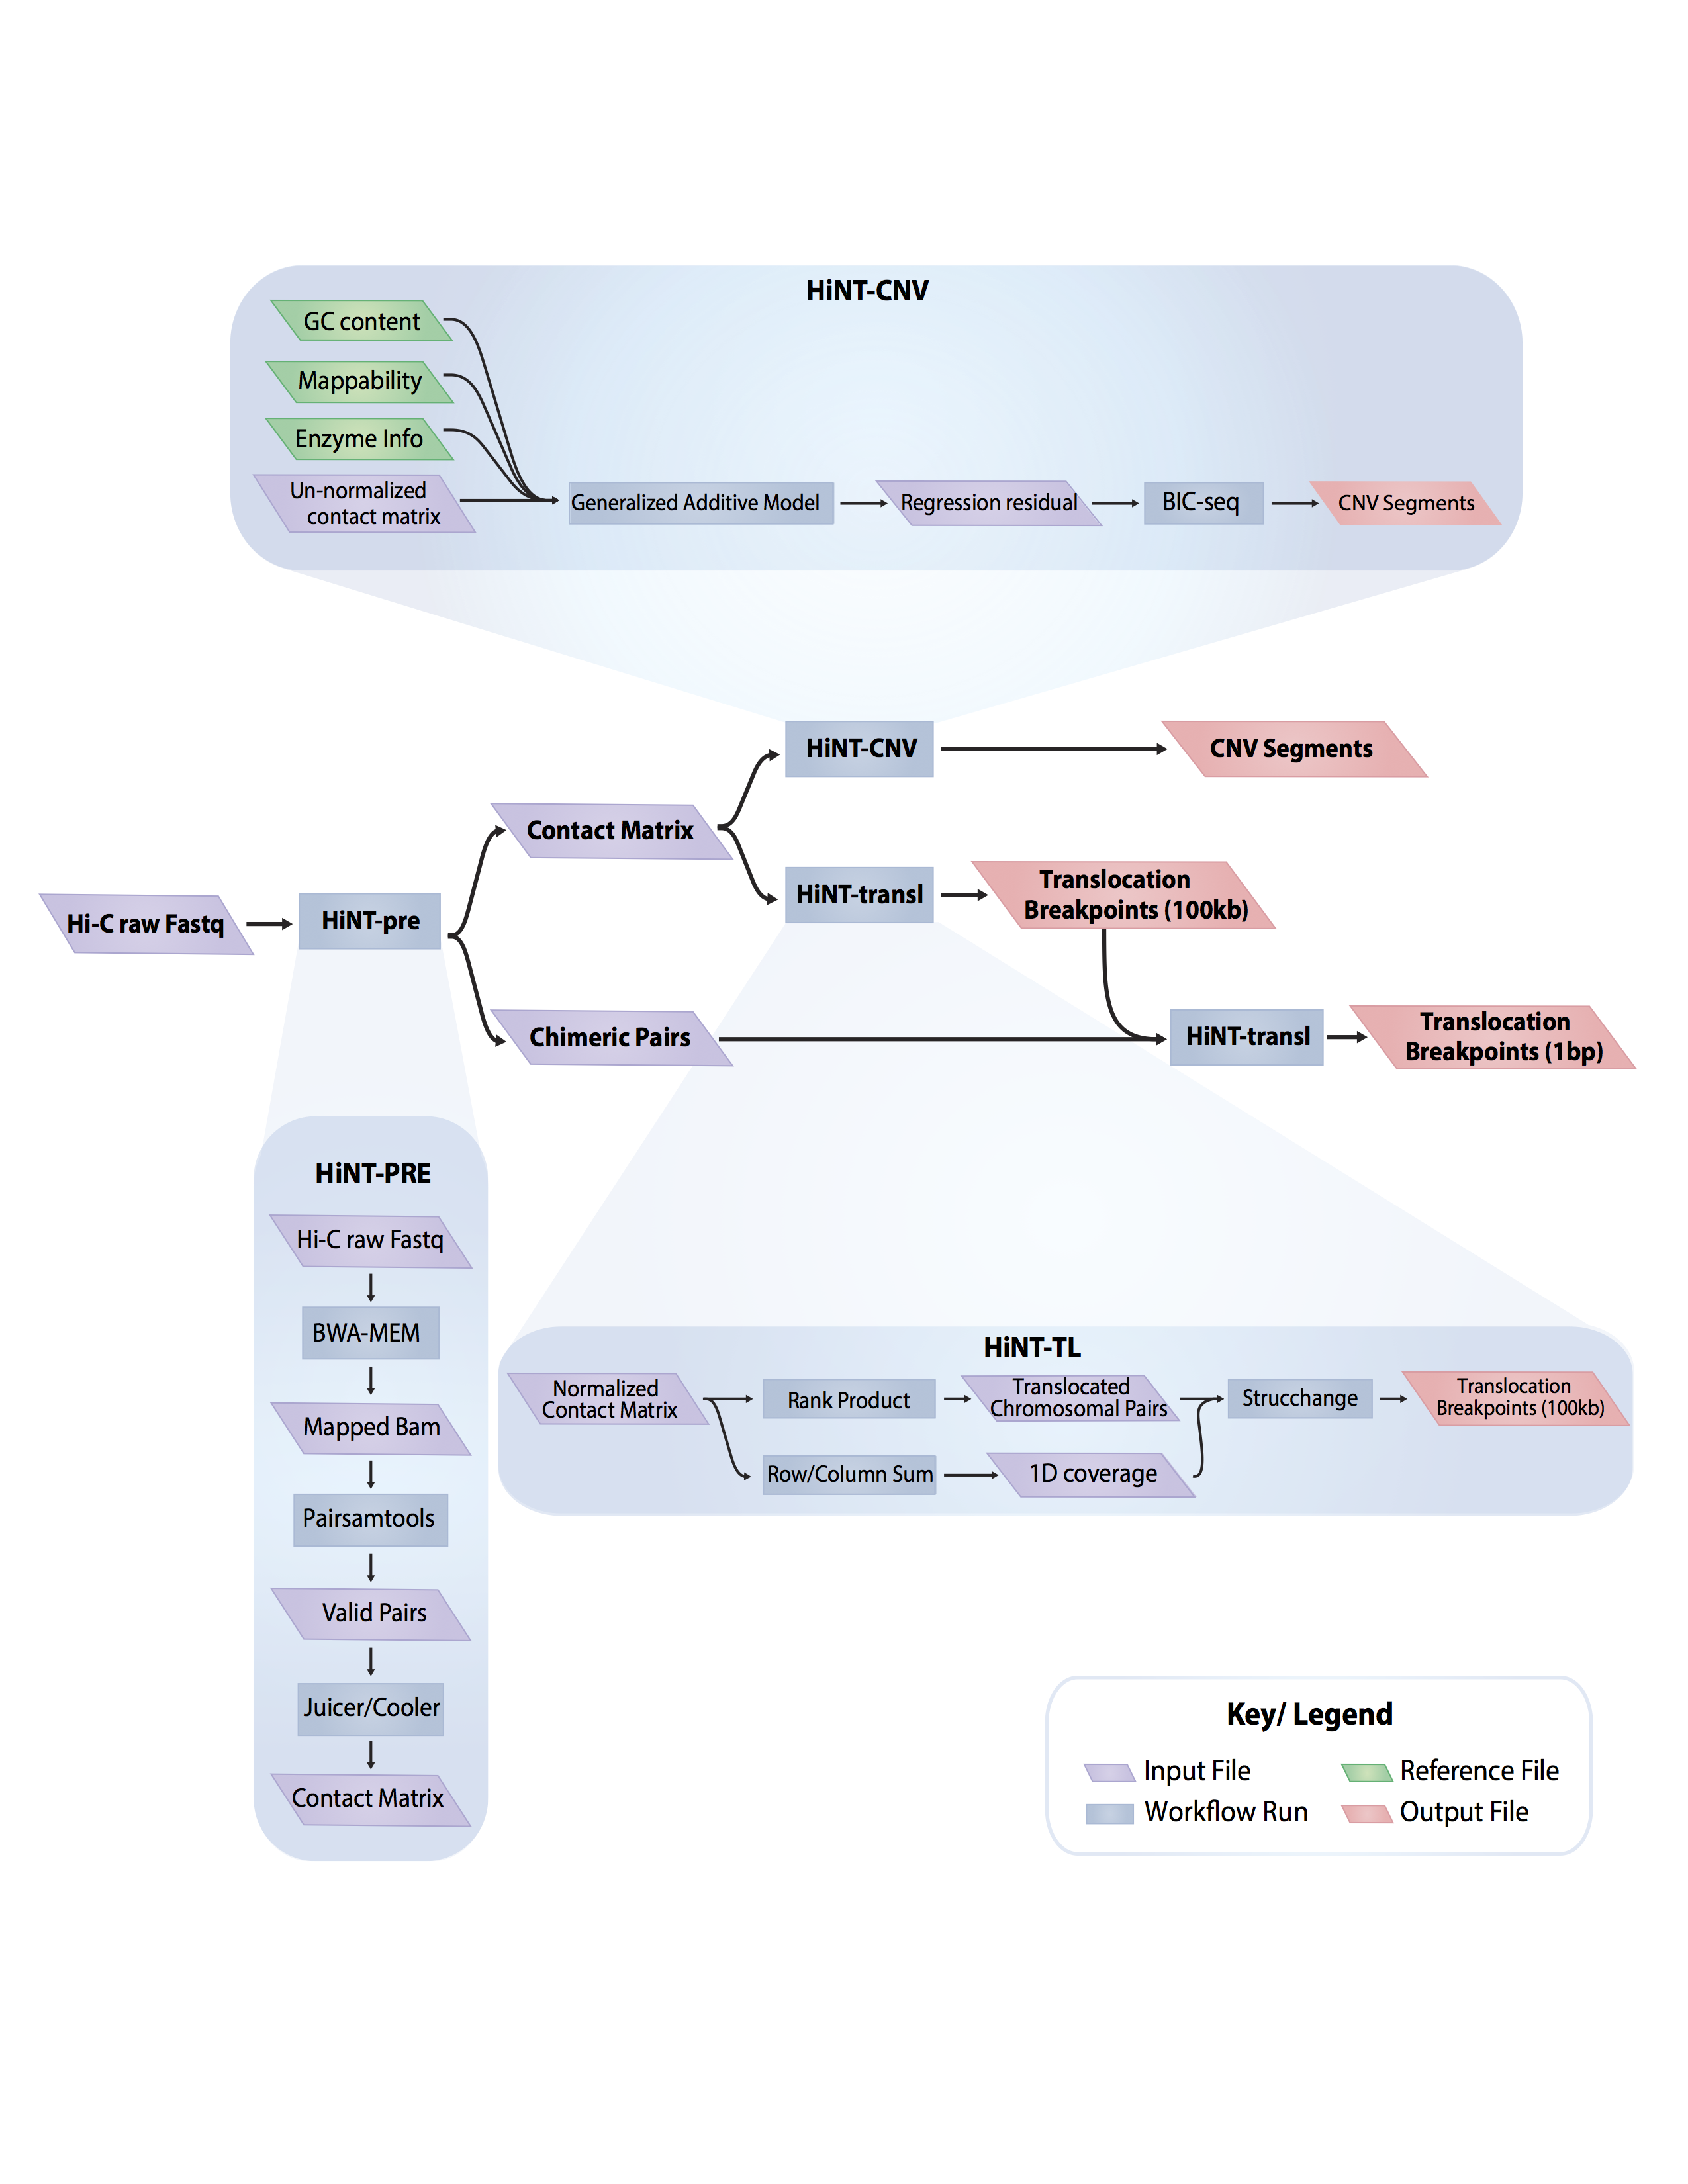 HiNT-CNV
GC content
Mappability
Enzyme Info
Un-normalized
contact matrix
Generalized Additive Model
Regression residual
BIC-seq
CNV Segments
HiNT-CNV
CNV Segments
Contact Matrix
HiNT-transl
Translocation
Breakpoints (100kb)
Hi-C raw Fastq
HiNT-pre
Chimeric Pairs
HiNT-transl
Translocation
Breakpoints (1bp)
HiNT-PRE
Hi-C raw Fastq
BWA-MEM
Mapped Bam
Pairsamtools
Valid Pairs
Juicer/Cooler
Contact Matrix
HiNT-TL
Normalized
Contact Matrix
Rank Product
Translocated
Chromosomal Pairs
Strucchange
Translocation
Breakpoints (100kb)
Row/Column Sum
1D coverage
Key/ Legend
Input File
Reference File
Workflow Run
Output File